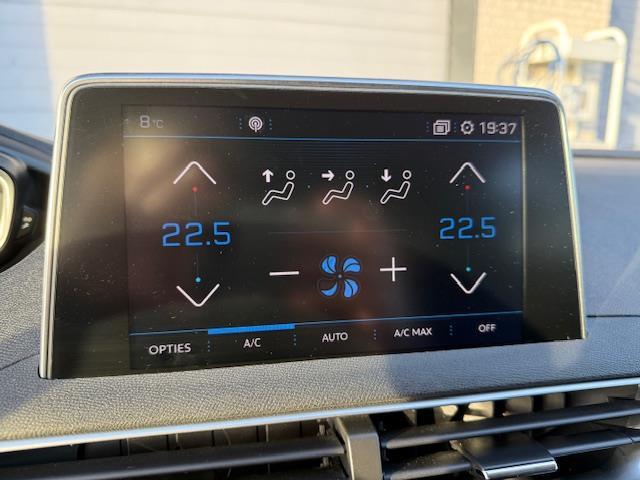 8°C 19:37
22.5 22.5
− +
OPTIES A/C AUTO A/C MAX OFF